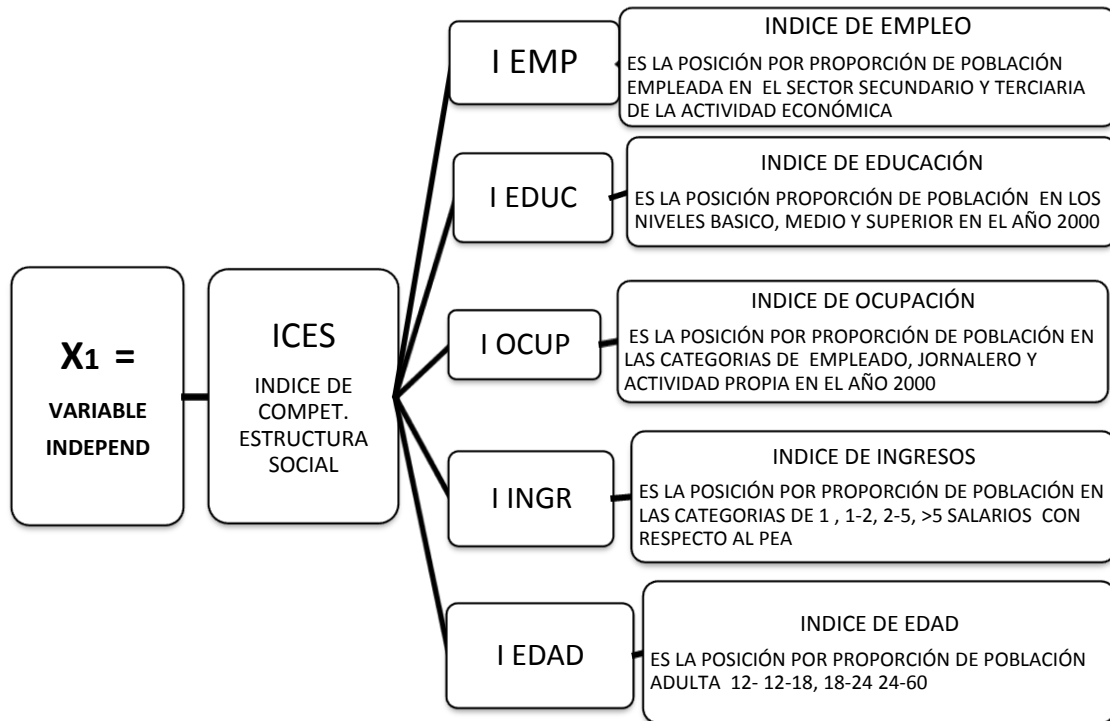 X1 =
VARIABLE
INDEPEND
ICES
INDICE DE
COMPET.
ESTRUCTURA
SOCIAL
I EMP
INDICE DE EMPLEO
ES LA POSICIÓN POR PROPORCIÓN DE POBLACIÓN
EMPLEADA EN EL SECTOR SECUNDARIO Y TERCIARIA
DE LA ACTIVIDAD ECONÓMICA
I EDUC
INDICE DE EDUCACIÓN
ES LA POSICIÓN PROPORCIÓN DE POBLACIÓN EN LOS
NIVELES BASICO, MEDIO Y SUPERIOR EN EL AÑO 2000
I OCUP
INDICE DE OCUPACIÓN
ES LA POSICIÓN POR PROPORCIÓN DE POBLACIÓN EN
LAS CATEGORIAS DE EMPLEADO, JORNALERO Y
ACTIVIDAD PROPIA EN EL AÑO 2000
I INGR
INDICE DE INGRESOS
ES LA POSICIÓN POR PROPORCIÓN DE POBLACIÓN EN
LAS CATEGORIAS DE 1 , 1-2, 2-5, >5 SALARIOS CON
RESPECTO AL PEA
I EDAD
INDICE DE EDAD
ES LA POSICIÓN POR PROPORCIÓN DE POBLACIÓN
ADULTA 12- 12-18, 18-24 24-60